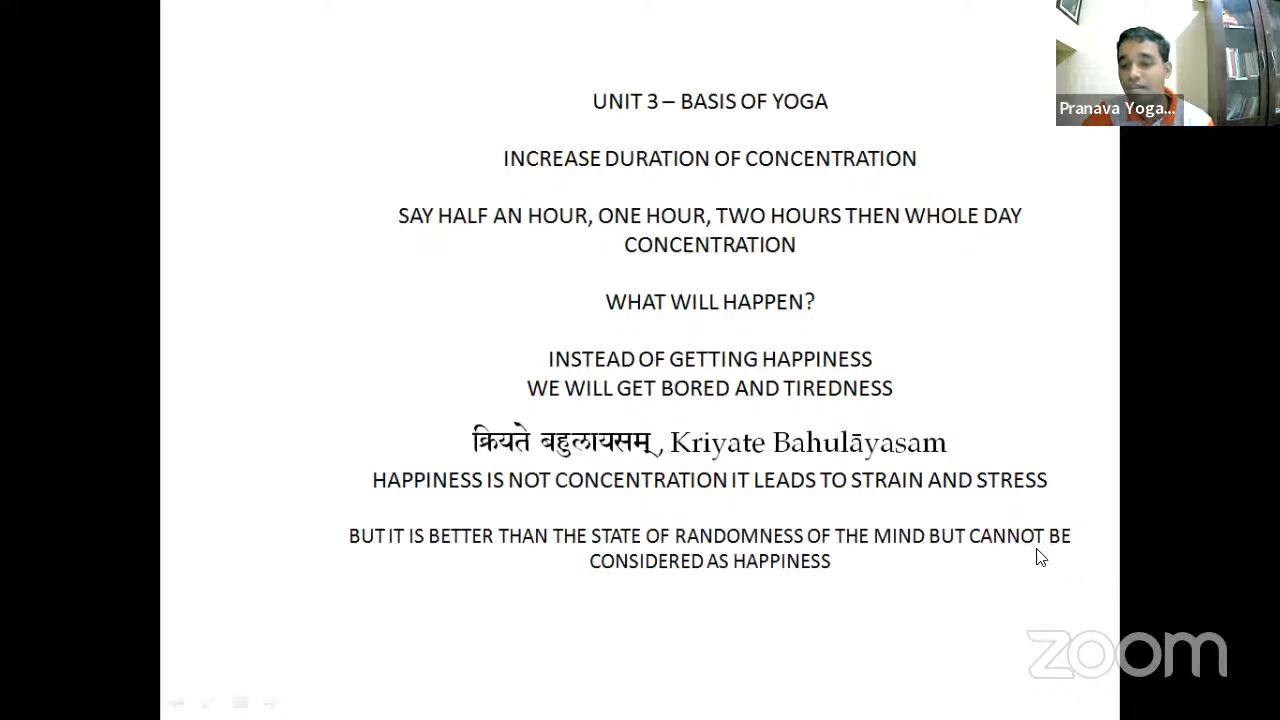 UNIT 3 – BASIS OF YOGA
INCREASE DURATION OF CONCENTRATION
SAY HALF AN HOUR, ONE HOUR, TWO HOURS THEN WHOLE DAY
CONCENTRATION
WHAT WILL HAPPEN?
INSTEAD OF GETTING HAPPINESS
WE WILL GET BORED AND TIREDNESS
क्रियते बहुलायसम् , Kriyate Bahulāyasam
HAPPINESS IS NOT CONCENTRATION IT LEADS TO STRAIN AND STRESS
BUT IT IS BETTER THAN THE STATE OF RANDOMNESS OF THE MIND BUT CANNOT BE
CONSIDERED AS HAPPINESS
Pranava Yoga...
zoom